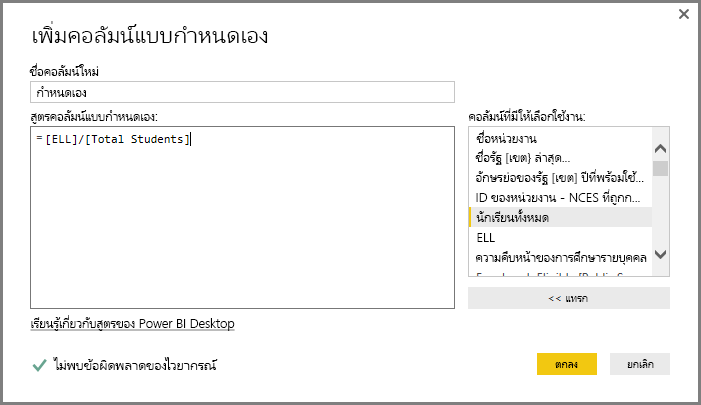 เพิ่มคอลัมน์แบบกำหนดเอง
ชื่อคอลัมน์ใหม่
กำหนดเอง
สูตรคอลัมน์แบบกำหนดเอง:
= [ELL]/[Total Students]
คอลัมน์ที่มีให้เลือกใช้งาน:
ชื่อหน่วยงาน
ชื่อรัฐ [เขต} ล่าสุด...
อักษรย่อของรัฐ [เขต] ปีที่พร้อมใช้...
ID ของหน่วยงาน - NCES ที่ถูกก...
นักเรียนทั้งหมด
ELL
ความคืบหน้าของการศึกษารายบุคคล
<< แทรก
เรียนรู้เกี่ยวกับสูตรของ Power BI Desktop
ไม่พบข้อผิดพลาดของไวยากรณ์
ตกลง
ยกเลิก